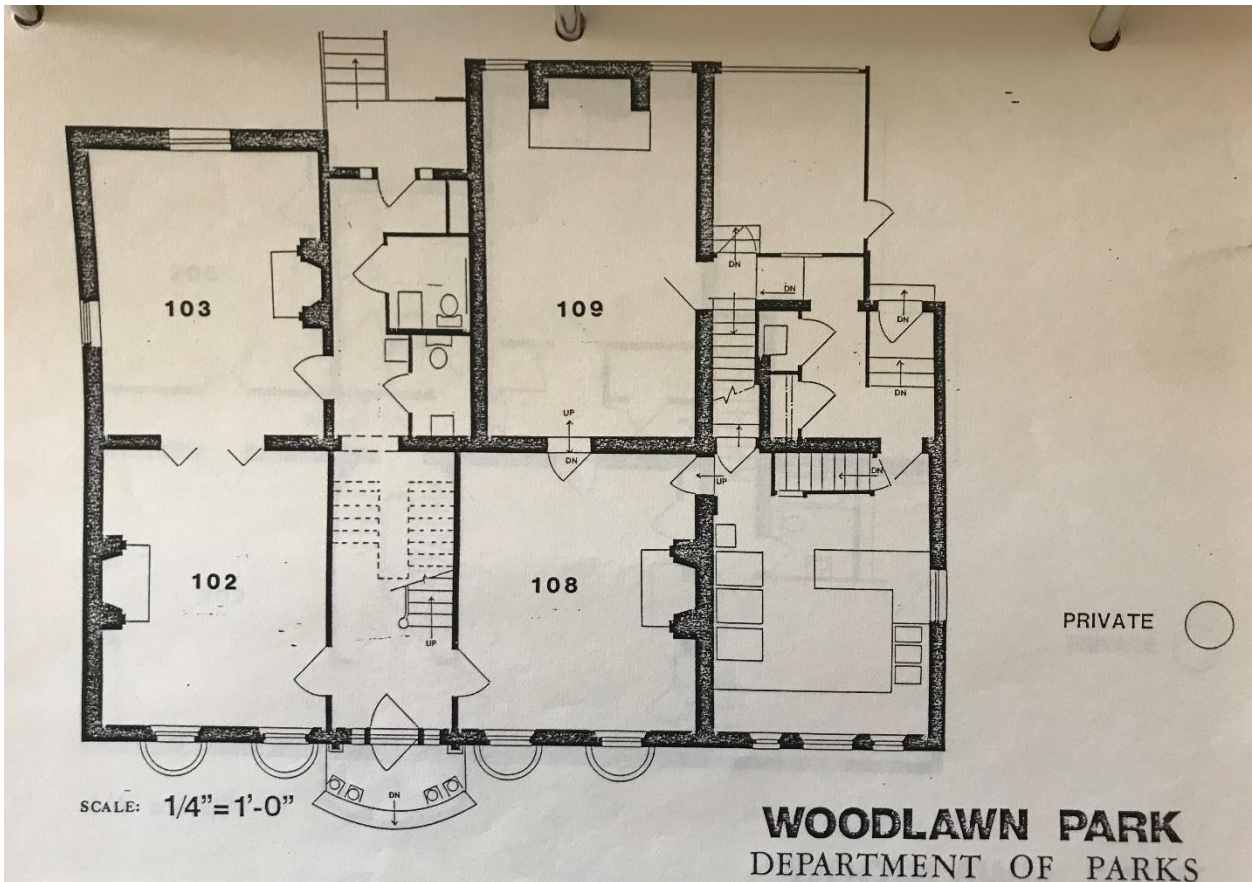 DN
103
109
DN
DN
UP
DN
UP
DN
DN
DN
102
108
UP
PRIVATE
DN
SCALE: 1/4"=1'-0"
WOODLAWN PARK
DEPARTMENT OF PARKS